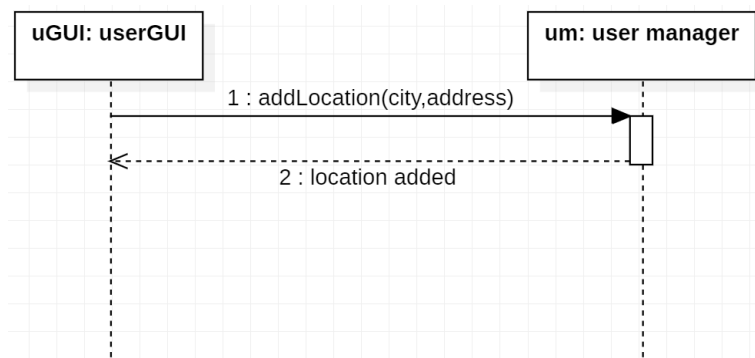 uGUI: userGUI
um: user manager
1 : addLocation(city,address)
2 : location added